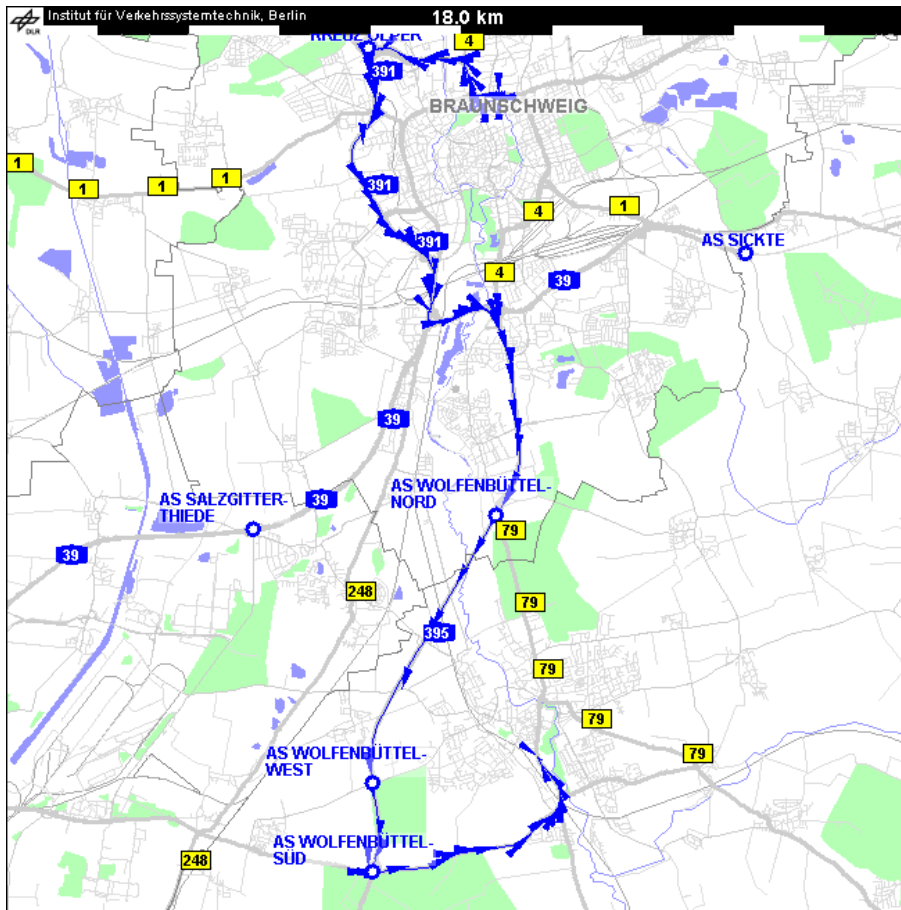 DLR
Institut für Verkehrssystemtechnik, Berlin
18.0 km
4
391
BRAUNSCHWEIG
1
1
1
1
391
4
1
391
AS SICKTE
4
39
39
AS WOLFENBÜTTEL-
NORD
AS SALZGITTER-
THIEDE
39
79
39
248
79
395
79
79
AS WOLFENBÜTTEL-
WEST
79
AS WOLFENBÜTTEL-
SÜD
248